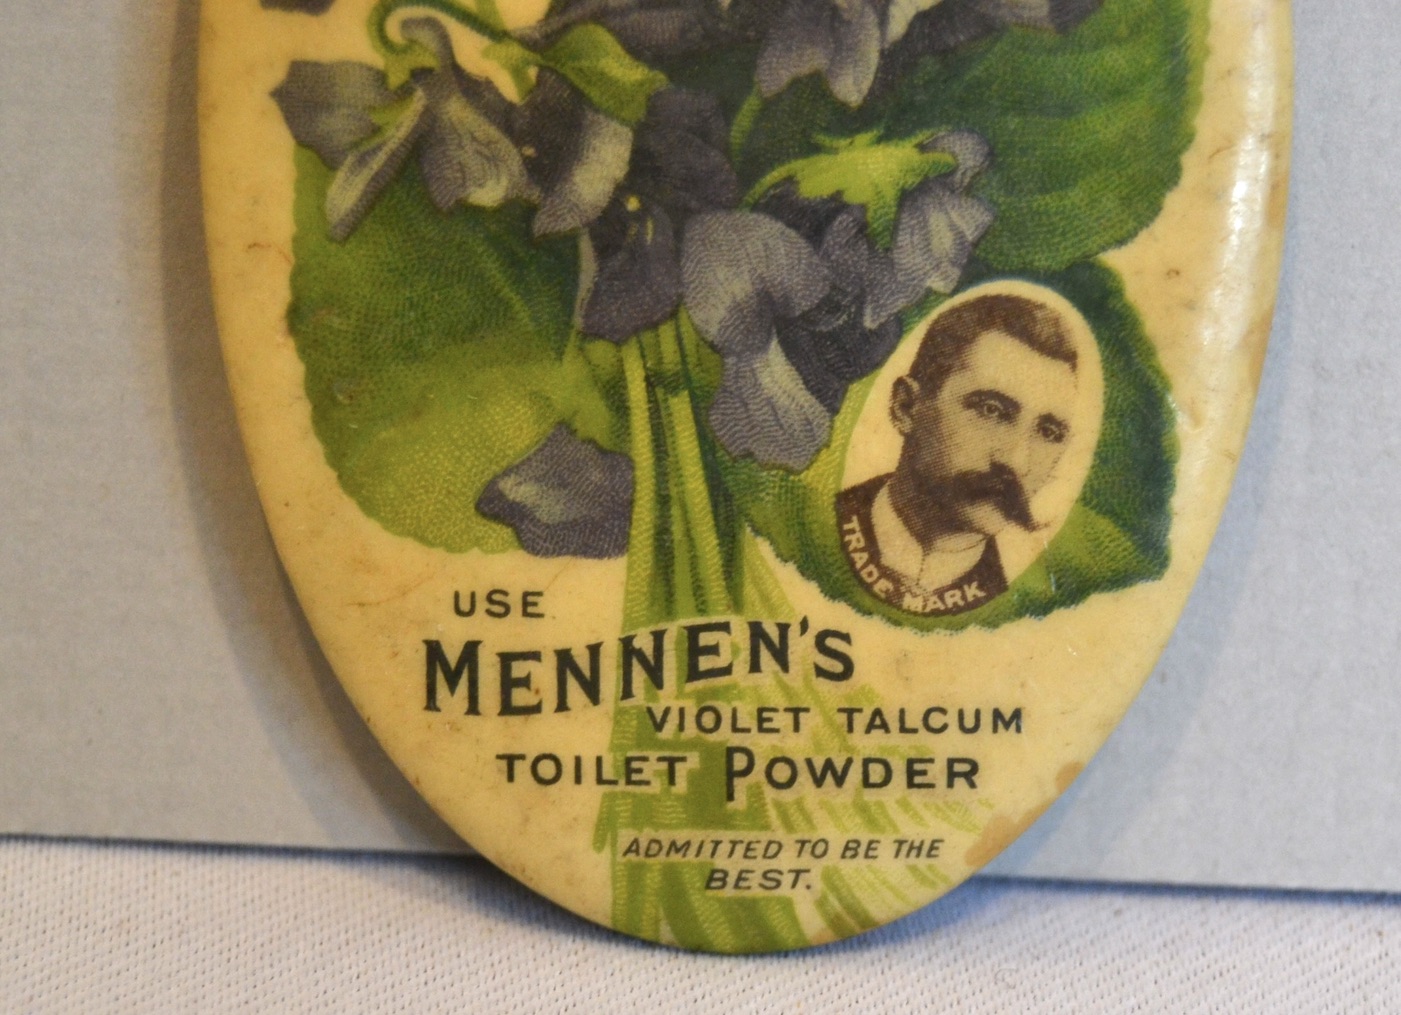 TRADE MARK
USE
MENNEN'S
VIOLET TALCUM
TOILET POWDER
ADMITTED TO BE THE
BEST.